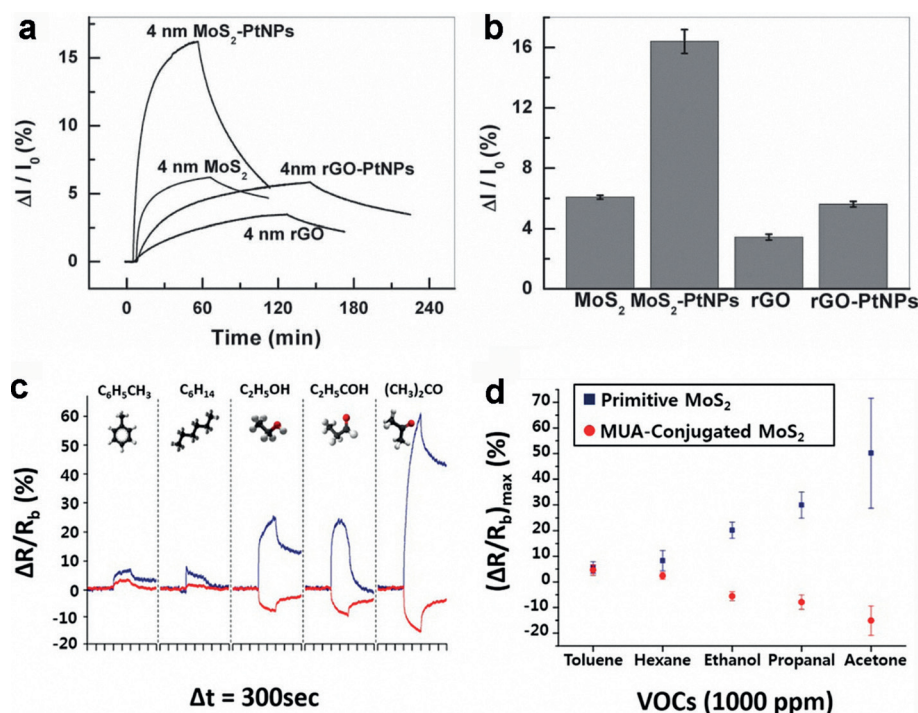 a
4 nm MoS₂-PtNPs
4 nm MoS₂
4nm rGO-PtNPs
4 nm rGO
ΔI / I₀ (%)
15
10
5
0
0 60 120 180 240
Time (min)
b
ΔI / I₀ (%)
16
12
8
4
0
MoS₂ MoS₂-PtNPs rGO rGO-PtNPs
c
C₆H₅CH₃ C₆H₁₄ C₂H₅OH C₂H₅COH (CH₃)₂CO
ΔR/R_b (%)
60
50
40
30
20
10
0
-10
-20
Δt = 300sec
d
Primitive MoS₂
MUA-Conjugated MoS₂
(ΔR/R_b)max (%)
70
60
50
40
30
20
10
0
-10
-20
Toluene Hexane Ethanol Propanal Acetone
VOCs (1000 ppm)